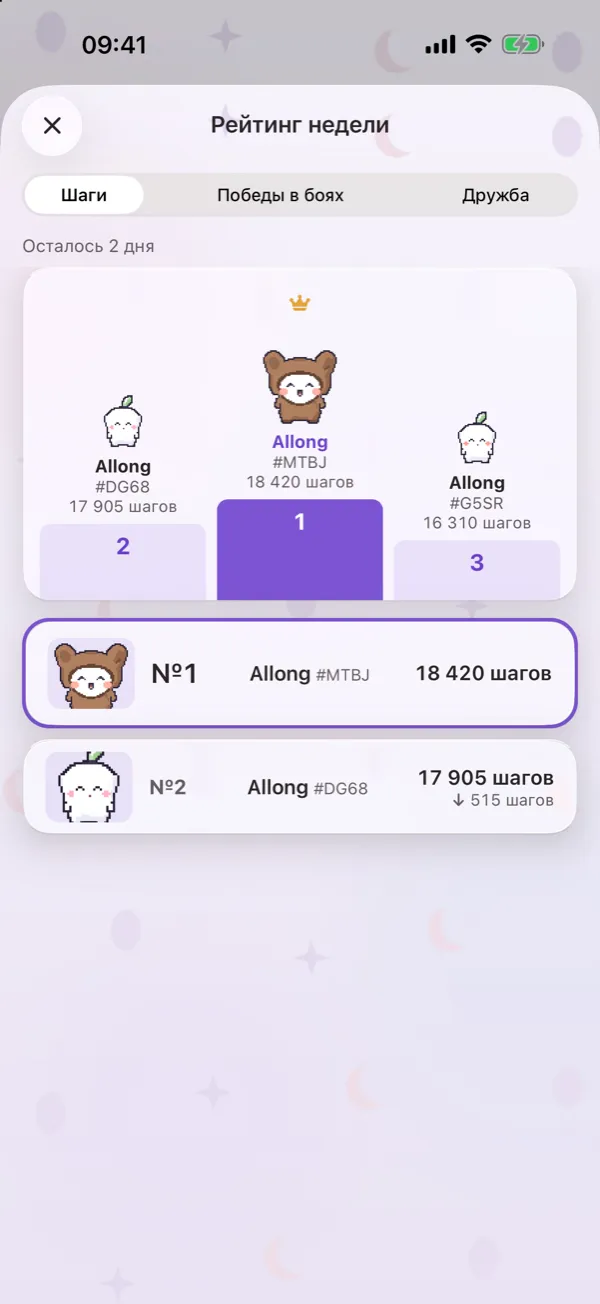 09:41
Рейтинг недели
Шаги Победы в боях Дружба
Осталось 2 дня
Allong
#MTBJ
18 420 шагов
1
Allong
#DG68
17 905 шагов
2
Allong
#G5SR
16 310 шагов
3
№1 Allong #MTBJ 18 420 шагов
№2 Allong #DG68 17 905 шагов
↓ 515 шагов